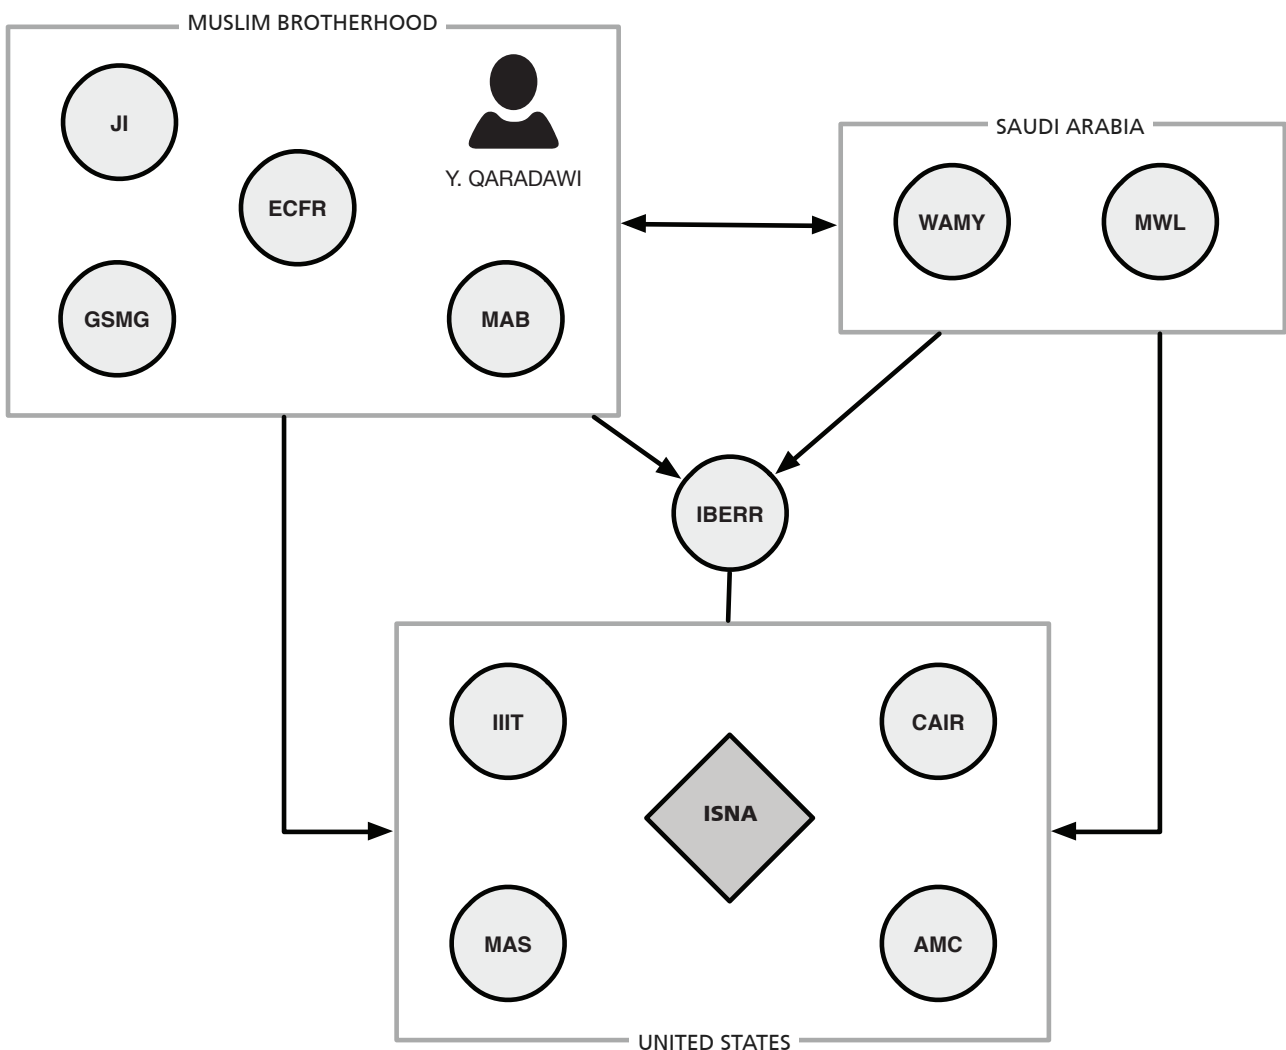 MUSLIM BROTHERHOOD
JI
ECFR
Y. QARADAWI
GSMG
MAB
SAUDI ARABIA
WAMY
MWL
IBERR
IIIT
CAIR
ISNA
MAS
AMC
UNITED STATES